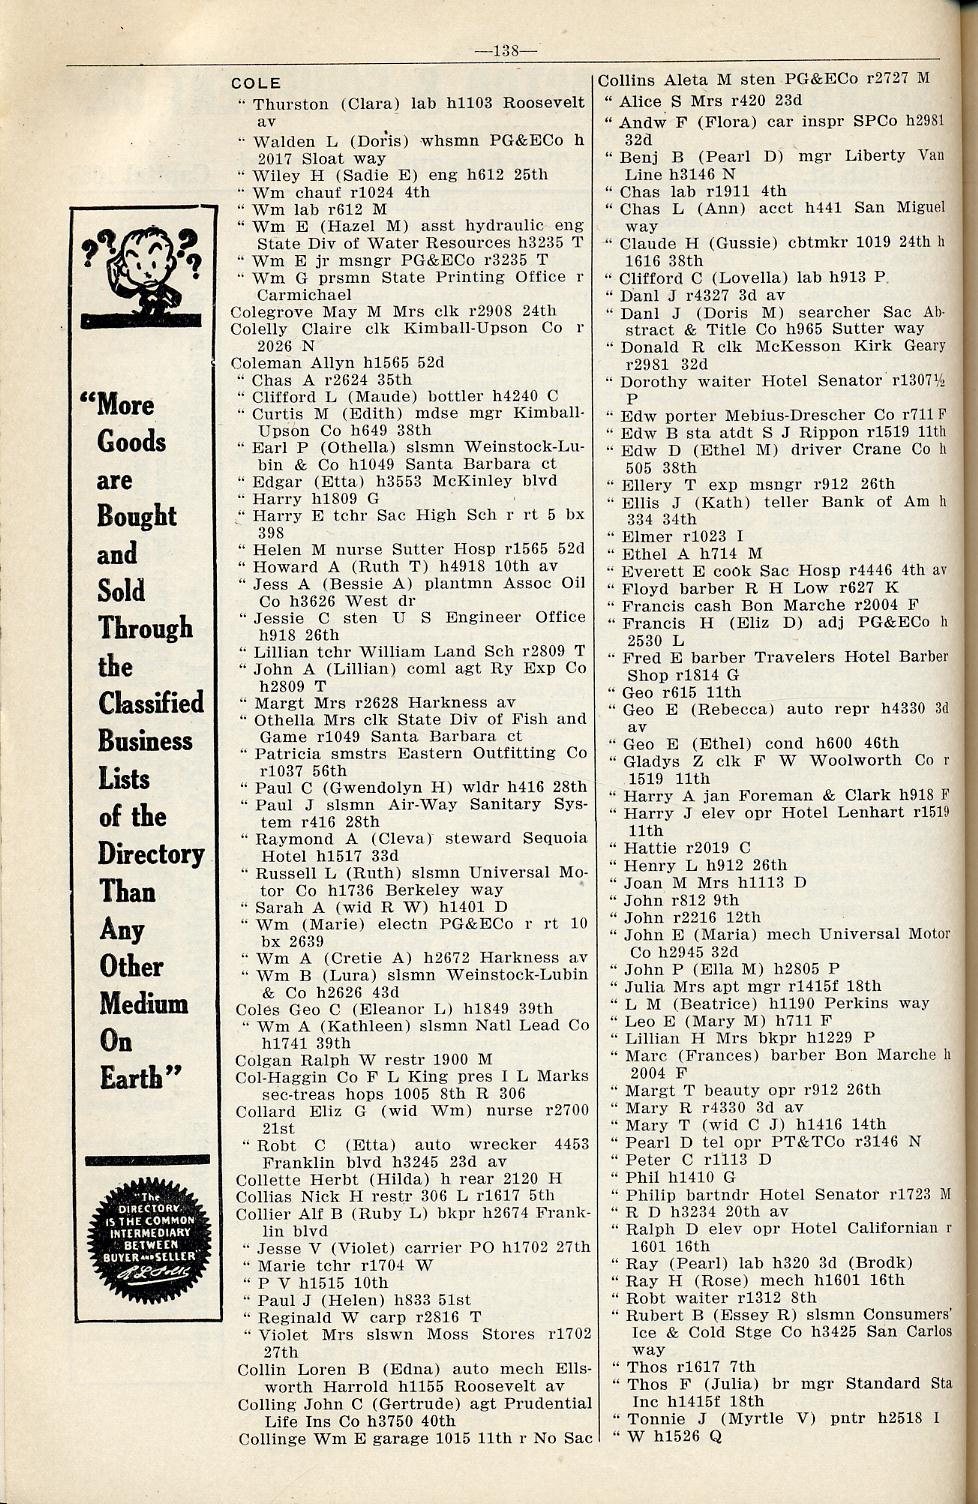 —138—
? ? ? ?
“More
Goods
are
Bought
and
Sold
Through
the
Classified
Business
Lists
of the
Directory
Than
Any
Other
Medium
On
Earth”
"The
DIRECTORY
IS THE COMMON
INTERMEDIARY
BETWEEN
BUYER AND SELLER
R L Polk
COLE
" Thurston (Clara) lab h1103 Roosevelt
av
" Walden L (Doris) whsmn PG&ECo h
2017 Sloat way
" Wiley H (Sadie E) eng h612 25th
" Wm chauf r1024 4th
" Wm lab r612 M
" Wm E (Hazel M) asst hydraulic eng
State Div of Water Resources h3235 T
" Wm E jr msngr PG&ECo r3235 T
" Wm G prsmn State Printing Office r
Carmichael
Colegrove May M Mrs clk r2908 24th
Colelly Claire clk Kimball-Upson Co r
2026 N
Coleman Allyn h1565 52d
" Chas A r2624 35th
" Clifford L (Maude) bottler h4240 C
" Curtis M (Edith) mdse mgr Kimball-
Upson Co h649 38th
" Earl P (Othella) slsmn Weinstock-Lu-
bin & Co h1049 Santa Barbara ct
" Edgar (Etta) h3553 McKinley blvd
" Harry h1809 G
" Harry E tchr Sac High Sch r rt 5 bx
398
" Helen M nurse Sutter Hosp r1565 52d
" Howard A (Ruth T) h4918 10th av
" Jess A (Bessie A) plantmn Assoc Oil
Co h3626 West dr
" Jessie C sten U S Engineer Office
h918 26th
" Lillian tchr William Land Sch r2809 T
" John A (Lillian) coml agt Ry Exp Co
h2809 T
" Margt Mrs r2628 Harkness av
" Othella Mrs clk State Div of Fish and
Game r1049 Santa Barbara ct
" Patricia smstrs Eastern Outfitting Co
r1037 56th
" Paul C (Gwendolyn H) wldr h416 28th
" Paul J slsmn Air-Way Sanitary Sys-
tem r416 28th
" Raymond A (Cleva) steward Sequoia
Hotel h1517 33d
" Russell L (Ruth) slsmn Universal Mo-
tor Co h1736 Berkeley way
" Sarah A (wid R W) h1401 D
" Wm (Marie) electn PG&ECo r rt 10
bx 2639
" Wm A (Cretie A) h2672 Harkness av
" Wm B (Lura) slsmn Weinstock-Lubin
& Co h2626 43d
Coles Geo C (Eleanor L) h1849 39th
" Wm A (Kathleen) slsmn Natl Lead Co
h1741 39th
Colgan Ralph W restr 1900 M
Col-Haggin Co F L King pres I L Marks
sec-treas hops 1005 8th R 306
Collard Eliz G (wid Wm) nurse r2700
21st
" Robt C (Etta) auto wrecker 4453
Franklin blvd h3245 23d av
Collette Herbt (Hilda) h rear 2120 H
Collias Nick H restr 306 L r1617 5th
Collier Alf B (Ruby L) bkpr h2674 Frank-
lin blvd
" Jesse V (Violet) carrier PO h1702 27th
" Marie tchr r1704 W
" P V h1515 10th
" Paul J (Helen) h833 51st
" Reginald W carp r2816 T
" Violet Mrs slswn Moss Stores r1702
27th
Collin Loren B (Edna) auto mech Ells-
worth Harrold h1155 Roosevelt av
Colling John C (Gertrude) agt Prudential
Life Ins Co h3750 40th
Collinge Wm E garage 1015 11th r No Sac
Collins Aleta M sten PG&ECo r2727 M
" Alice S Mrs r420 23d
" Andw F (Flora) car inspr SPCo h2981
32d
" Benj B (Pearl D) mgr Liberty Van
Line h3146 N
" Chas lab r1911 4th
" Chas L (Ann) acct h441 San Miguel
way
" Claude H (Gussie) cbtmkr 1019 24th h
1616 38th
" Clifford C (Lovella) lab h913 P
" Danl J r4327 3d av
" Danl J (Doris M) searcher Sac Ab-
stract & Title Co h965 Sutter way
" Donald R clk McKesson Kirk Geary
r2981 32d
" Dorothy waiter Hotel Senator r1307½
P
" Edw porter Mebius-Drescher Co r711 F
" Edw B sta atdt S J Rippon r1519 11th
" Edw D (Ethel M) driver Crane Co h
505 38th
" Ellery T exp msngr r912 26th
" Ellis J (Kath) teller Bank of Am h
334 34th
" Elmer r1023 I
" Ethel A h714 M
" Everett E cook Sac Hosp r4446 4th av
" Floyd barber R H Low r627 K
" Francis cash Bon Marche r2004 F
" Francis H (Eliz D) adj PG&ECo h
2530 L
" Fred E barber Travelers Hotel Barber
Shop r1814 G
" Geo r615 11th
" Geo E (Rebecca) auto repr h4330 3d
av
" Geo E (Ethel) cond h600 46th
" Gladys Z clk F W Woolworth Co r
1519 11th
" Harry A jan Foreman & Clark h918 F
" Harry J elev opr Hotel Lenhart r1519
11th
" Hattie r2019 C
" Henry L h912 26th
" Joan M Mrs h1113 D
" John r812 9th
" John r2216 12th
" John E (Maria) mech Universal Motor
Co h2945 32d
" John P (Ella M) h2805 P
" Julia Mrs apt mgr r1415f 18th
" L M (Beatrice) h1190 Perkins way
" Leo E (Mary M) h711 F
" Lillian H Mrs bkpr h1229 P
" Marc (Frances) barber Bon Marche h
2004 F
" Margt T beauty opr r912 26th
" Mary R r4330 3d av
" Mary T (wid C J) h1416 14th
" Pearl D tel opr PT&TCo r3146 N
" Peter C r1113 D
" Phil h1410 G
" Philip bartndr Hotel Senator r1723 M
" R D h3234 20th av
" Ralph D elev opr Hotel Californian r
1601 16th
" Ray (Pearl) lab h320 3d (Brodk)
" Ray H (Rose) mech h1601 16th
" Robt waiter r1312 8th
" Rubert B (Essey R) slsmn Consumers'
Ice & Cold Stge Co h3425 San Carlos
way
" Thos r1617 7th
" Thos F (Julia) br mgr Standard Sta
Inc h1415f 18th
" Tonnie J (Myrtle V) pntr h2518 I
" W h1526 Q